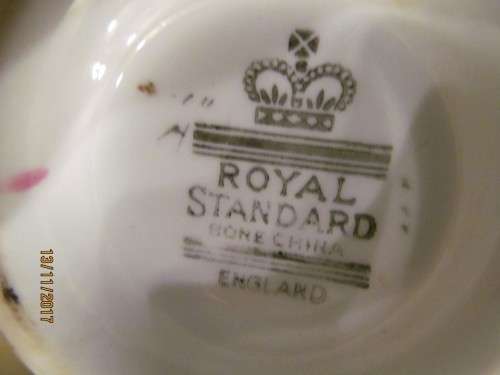 ROYAL
STANDARD
BONE CHINA
ENGLAND
13/11/2017